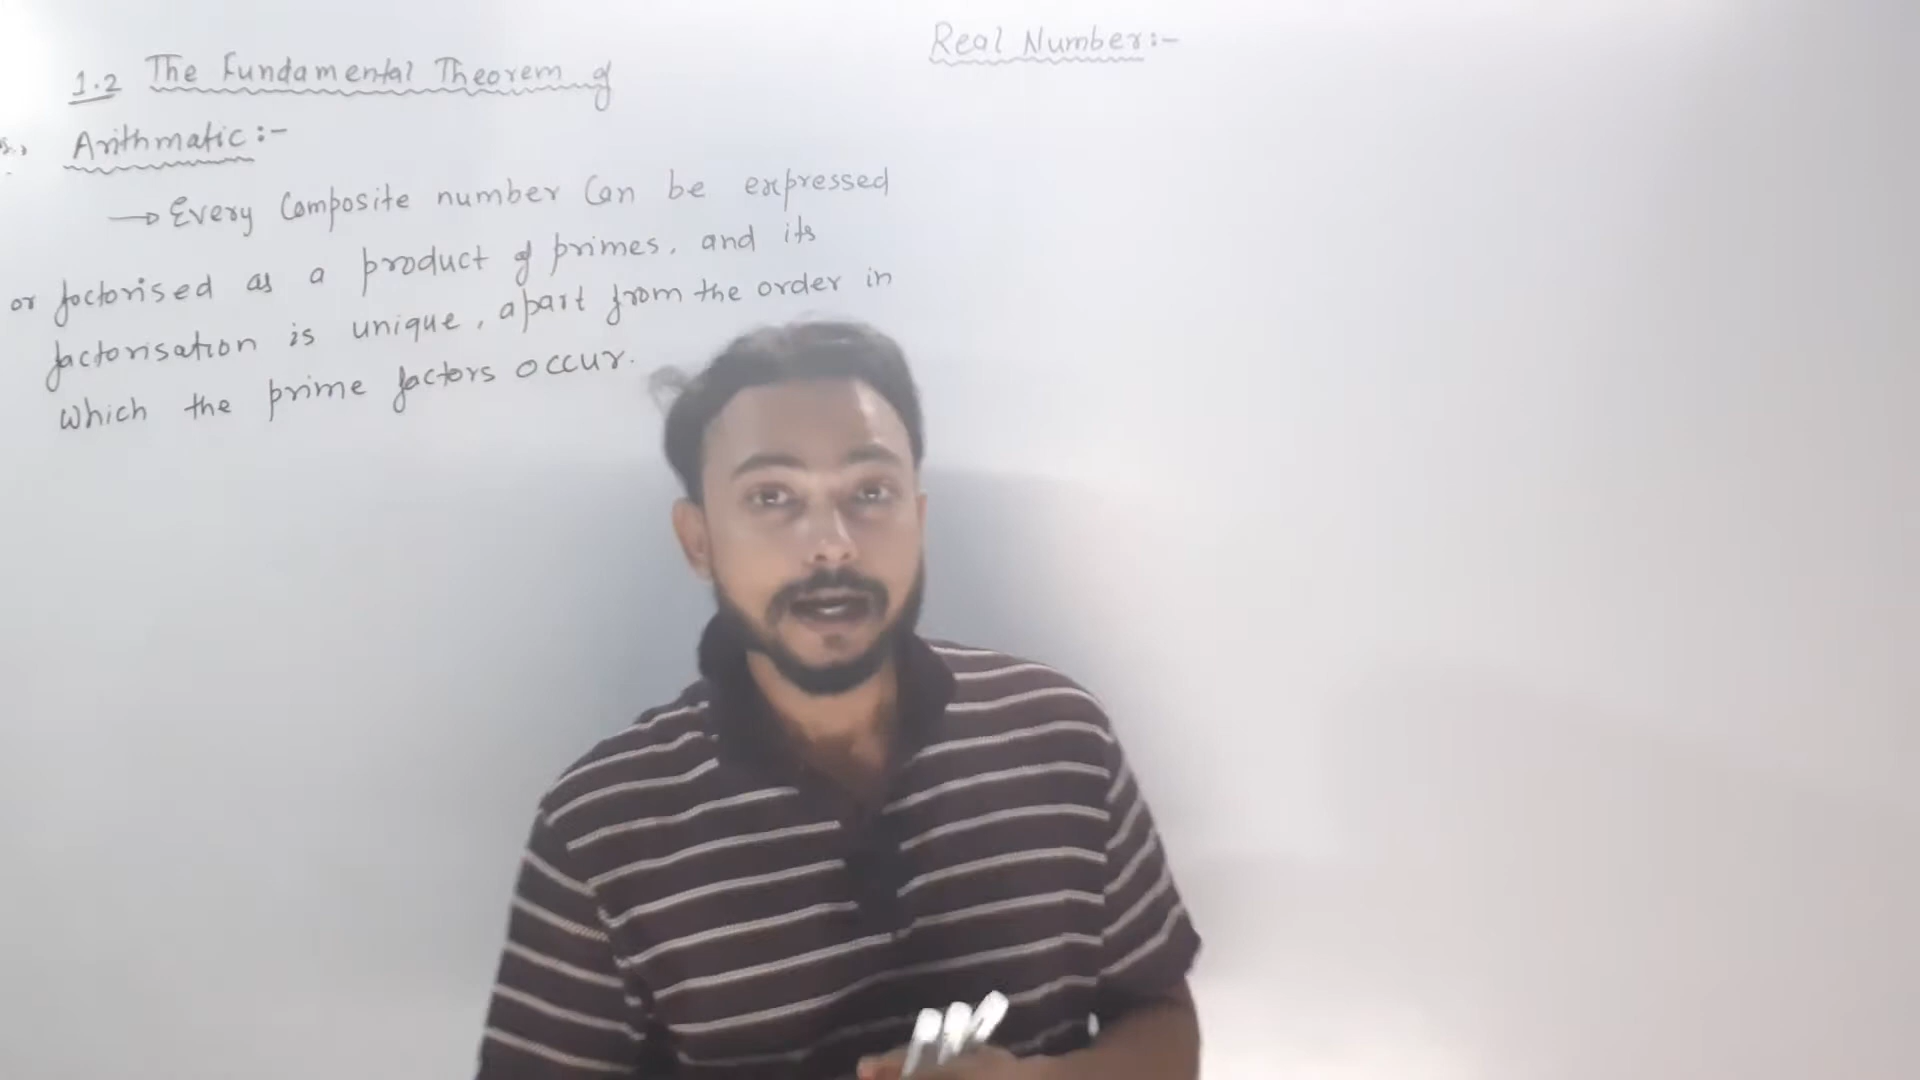 Real Number:-
1.2 The Fundamental Theorem of
Arithmatic:-
→ Every Composite number Can be expressed
or factorised as a product of primes, and its
factorisation is unique, apart from the order in
which the prime factors occur.